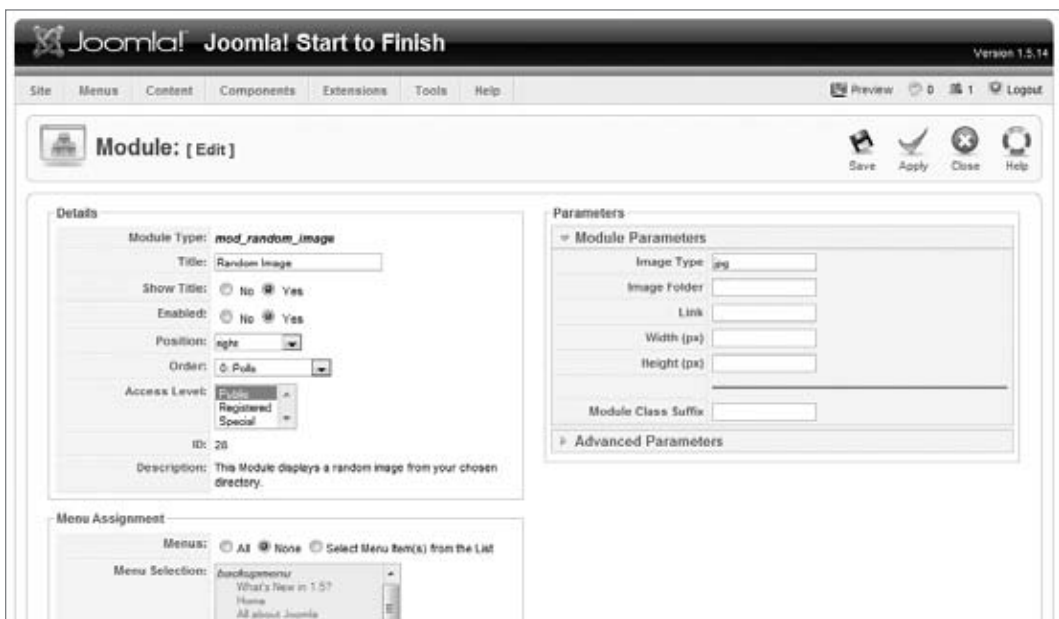 Joomla! Joomla! Start to Finish
Version 1.5.14
Site Menus Content Components Extensions Tools Help
Preview 0 1 Logout
Module: [Edit]
Save Apply Close Help
Details
Module Type: mod_random_image
Title: Random Image
Show Title: No Yes
Enabled: No Yes
Position: right
Order: 0: Polls
Access Level: Public
Registered
Special
ID: 28
Description: This Module displays a random image from your chosen
directory.
Menu Assignment
Menus: All None Select Menu Item(s) from the List
Menu Selection: backupmenu
What's New in 1.5?
Home
All about Joomla
Parameters
Module Parameters
Image Type jpg
Image Folder
Link
Width (px)
Height (px)
Module Class Suffix
Advanced Parameters